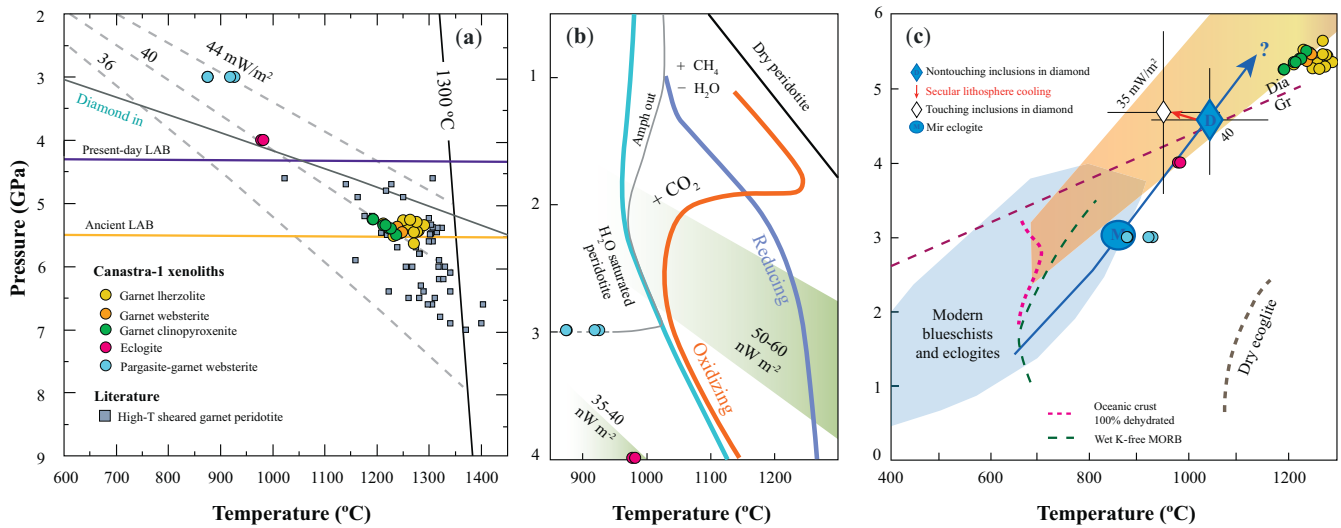 (a)
2
3
4
5
6
7
8
9
Pressure (GPa)
36
40
44 mW/m²
1300 ºC
Diamond in
Present-day LAB
Ancient LAB
Canastra-1 xenoliths
Garnet lherzolite
Garnet websterite
Garnet clinopyroxenite
Eclogite
Pargasite-garnet websterite
Literature
High-T sheared garnet peridotite
600 700 800 900 1000 1100 1200 1300 1400
Temperature (ºC)
(b)
1
2
3
4
+ CH₄
− H₂O
Dry peridotite
Amph out
+ CO₂
H₂O saturated
peridotite
Reducing
Oxidizing
50-60
nW m⁻²
35-40
nW m⁻²
900 1000 1100 1200
Temperature (ºC)
(c)
6
5
4
3
2
1
0
Nontouching inclusions in diamond
Secular lithosphere cooling
Touching inclusions in diamond
Mir eclogite
35 mW/m²
?
Dia
Gr
D
40
M
Modern
blueschists
and eclogites
Dry ecoglite
Oceanic crust
100% dehydrated
Wet K-free MORB
400 600 800 1000 1200
Temperature (ºC)